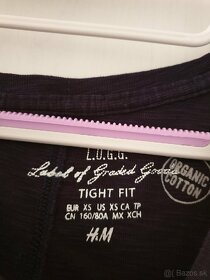 L.O.G.G.
Label of Graded Goods
ORGANIC
COTTON
TIGHT FIT
EUR XS US XS CA TP
CN 160/80A MX XCH
H&M
Bazos.sk